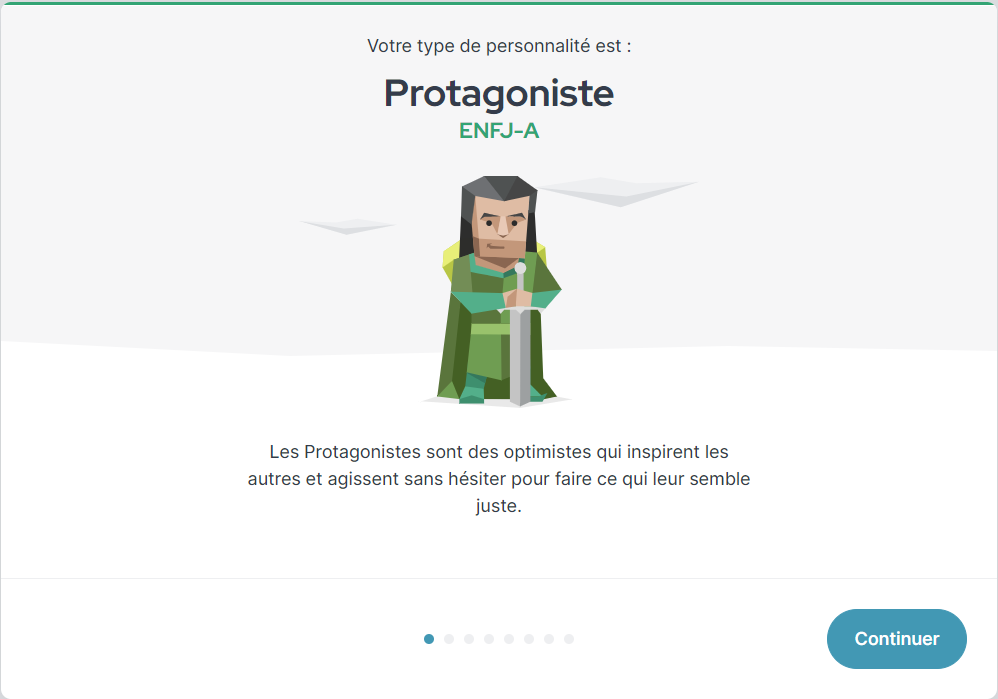 Votre type de personnalité est :
Protagoniste
ENFJ-A
Les Protagonistes sont des optimistes qui inspirent les
autres et agissent sans hésiter pour faire ce qui leur semble
juste.
Continuer